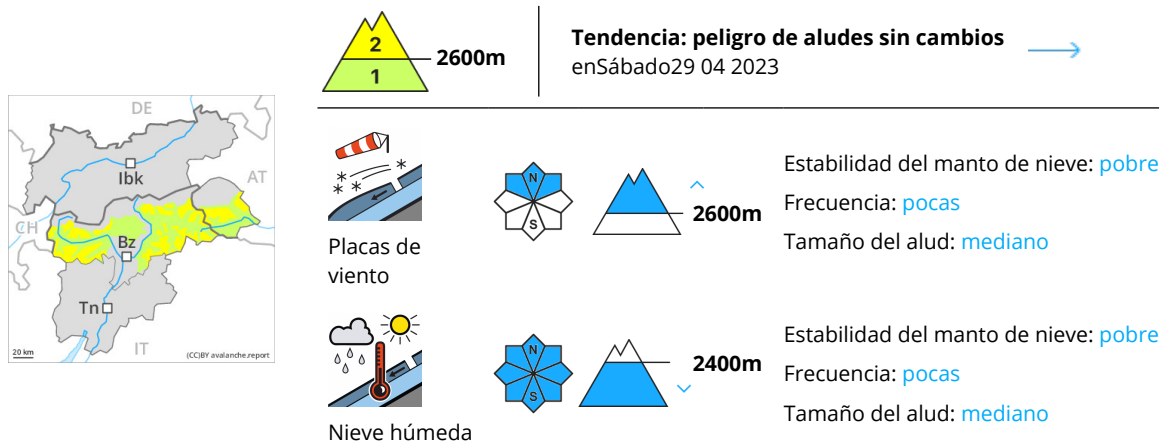 2
1
2600m
Tendencia: peligro de aludes sin cambios
enSábado29 04 2023
DE
Ibk
AT
CH
Bz
Tn
IT
20 km
(CC)BY avalanche.report
Placas de
viento
N
S
2600m
Estabilidad del manto de nieve: pobre
Frecuencia: pocas
Tamaño del alud: mediano
Nieve húmeda
N
S
2400m
Estabilidad del manto de nieve: pobre
Frecuencia: pocas
Tamaño del alud: mediano